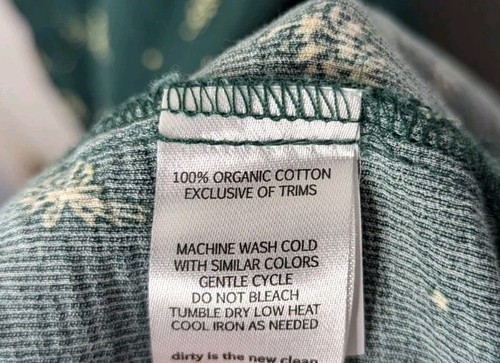 100% ORGANIC COTTON
EXCLUSIVE OF TRIMS
MACHINE WASH COLD
WITH SIMILAR COLORS
GENTLE CYCLE
DO NOT BLEACH
TUMBLE DRY LOW HEAT
COOL IRON AS NEEDED
dirty is the new clean